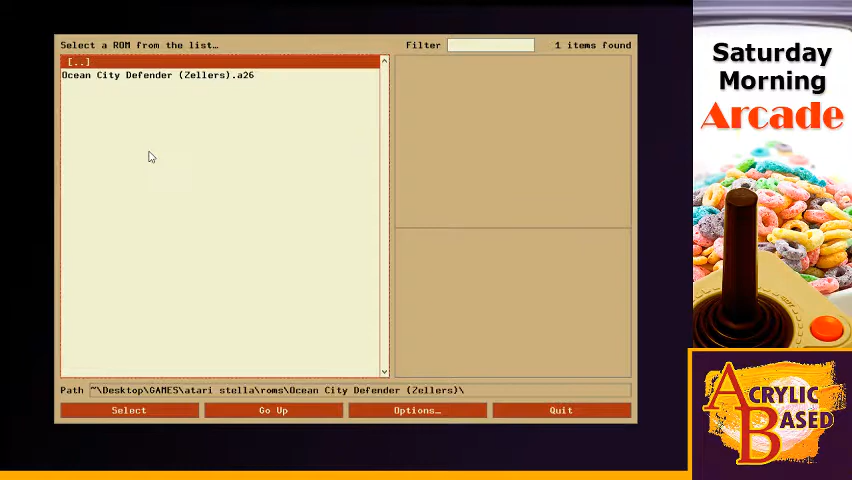 Select a ROM from the list…
Filter
1 items found
[..]
Ocean City Defender (Zellers).a26
Path
~\Desktop\GAMES\atari stella\roms\Ocean City Defender (Zellers)\
Select
Go Up
Options…
Quit
Saturday
Morning
Arcade
ACRYLIC
BASED